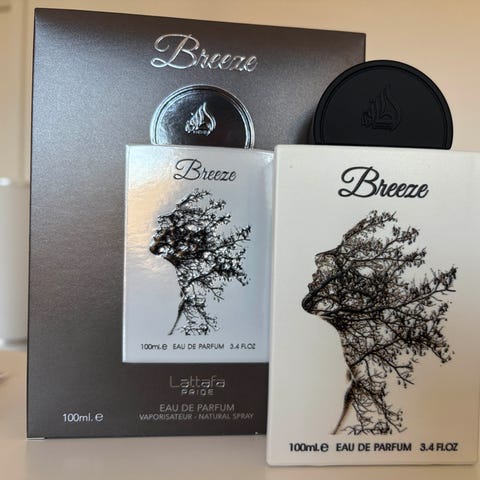 Breeze
Breeze
100ml.e EAU DE PARFUM 3.4 FL.OZ
Lattafa
PRIDE
EAU DE PARFUM
VAPORISATEUR - NATURAL SPRAY
100ml. e
Breeze
100ml.e EAU DE PARFUM 3.4 FL.OZ